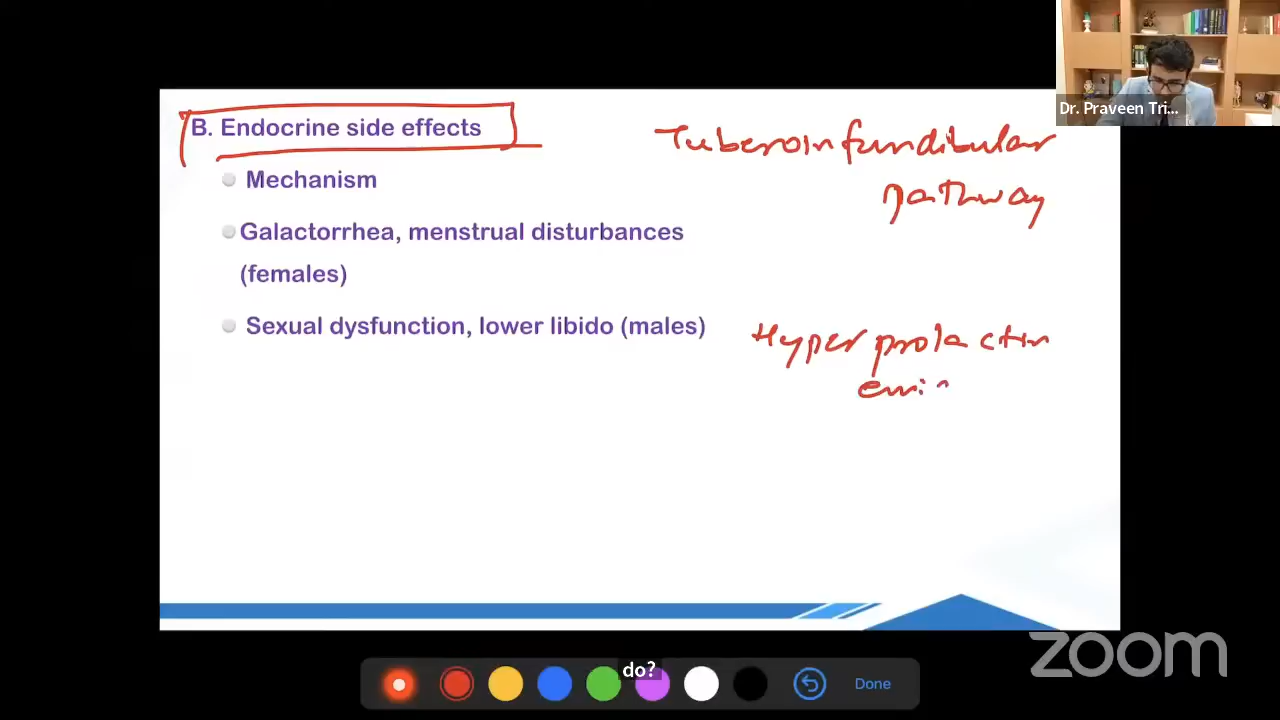 Dr. Praveen Tri...
B. Endocrine side effects
Tuberoinfundibular
pathway
Mechanism
Galactorrhea, menstrual disturbances
(females)
Sexual dysfunction, lower libido (males)
Hyperprolactin
emi
zoom
do?
Done